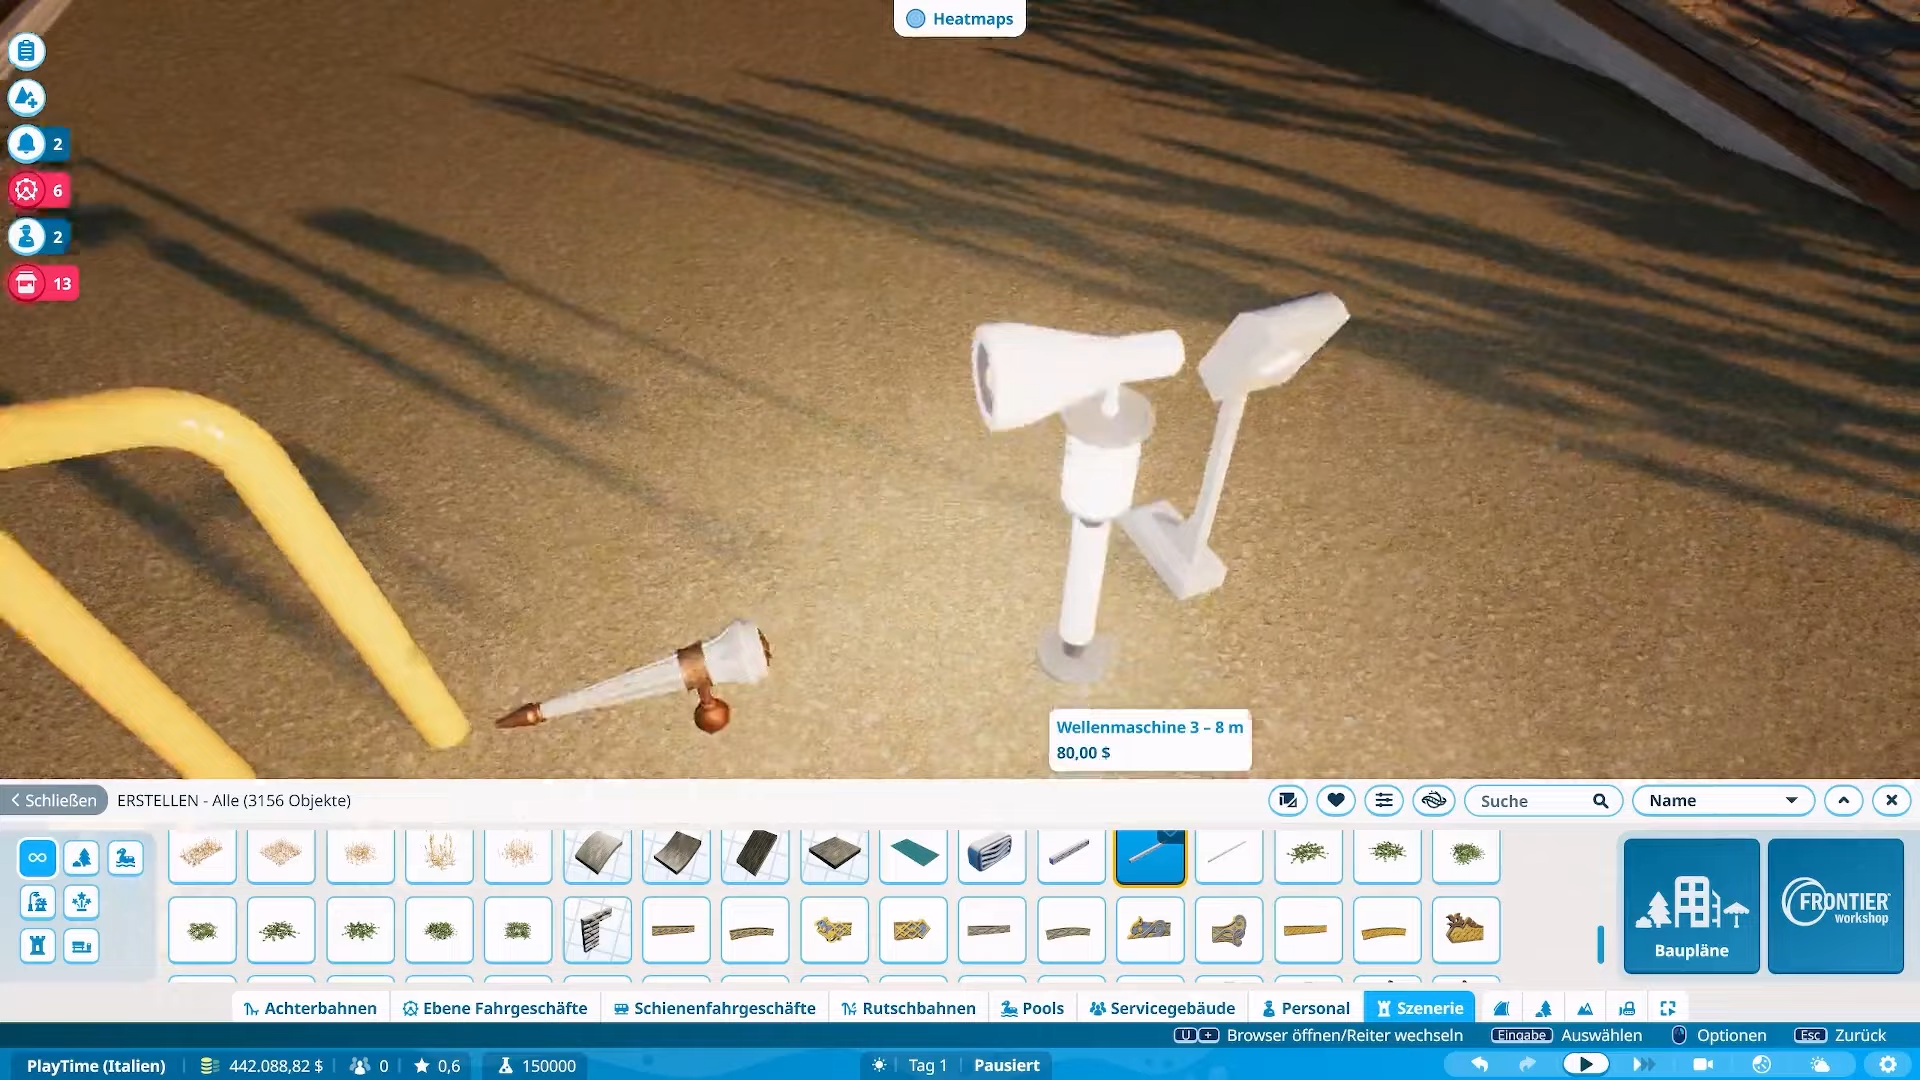 Heatmaps
2
6
2
13
Wellenmaschine 3 – 8 m
80,00 $
Schließen
ERSTELLEN - Alle (3156 Objekte)
Suche
Name
Baupläne
FRONTIER
workshop
Achterbahnen
Ebene Fahrgeschäfte
Schienenfahrgeschäfte
Rutschbahnen
Pools
Servicegebäude
Personal
Szenerie
U + Browser öffnen/Reiter wechseln
Eingabe Auswählen
Optionen
Esc Zurück
PlayTime (Italien)
442.088,82 $
0
0,6
150000
Tag 1
Pausiert